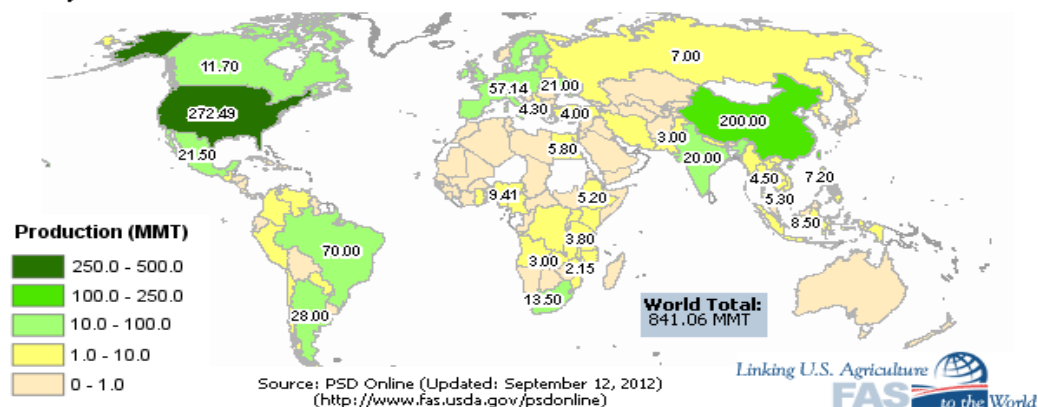 11.70
7.00
57.14
21.00
272.49
4.30
4.00
200.00
3.00
21.50
5.80
20.00
4.50
7.20
9.41
5.20
5.30
8.50
3.80
70.00
3.00
2.15
13.50
28.00
Production (MMT)
250.0 - 500.0
100.0 - 250.0
10.0 - 100.0
1.0 - 10.0
0 - 1.0
World Total:
841.06 MMT
Source: PSD Online (Updated: September 12, 2012)
(http://www.fas.usda.gov/psdonline)
Linking U.S. Agriculture
FAS to the World